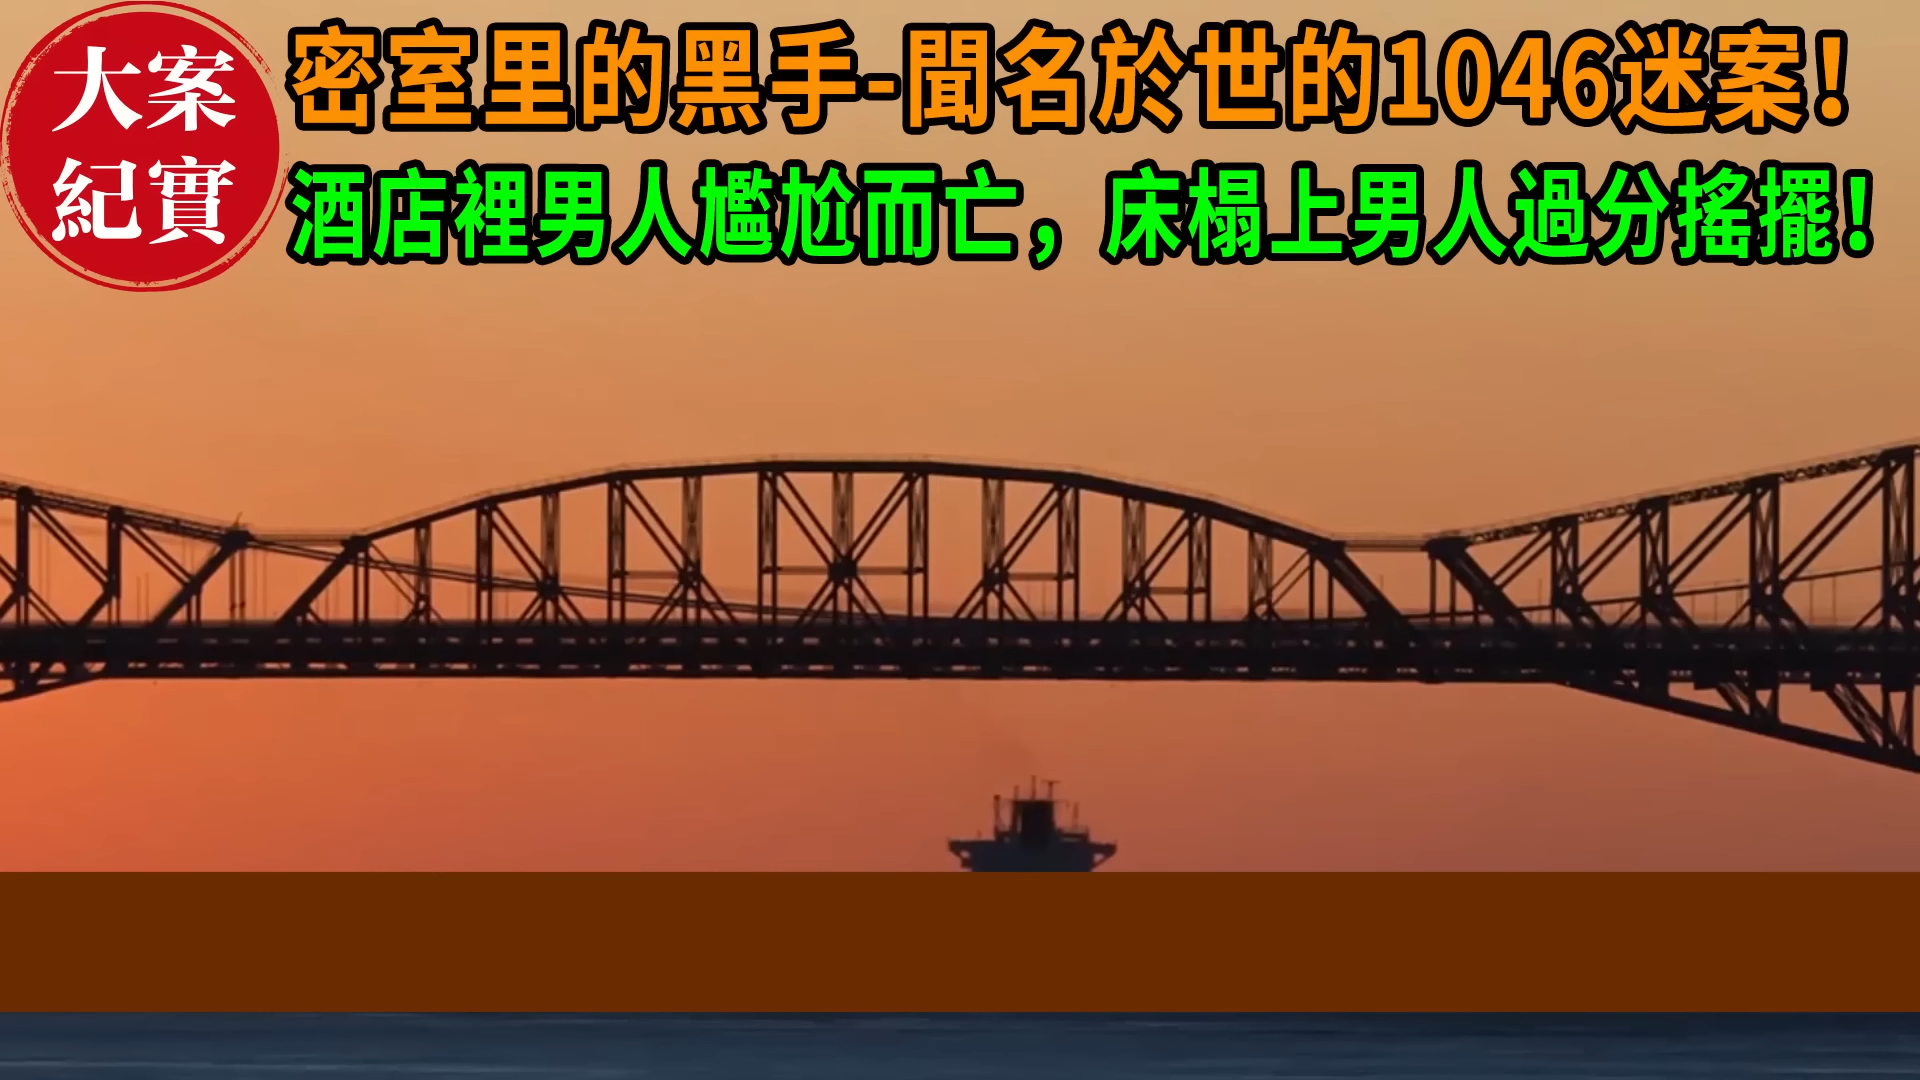 大案
紀實
密室里的黑手-聞名於世的1046迷案！
酒店裡男人尷尬而亡，床榻上男人過分搖擺！